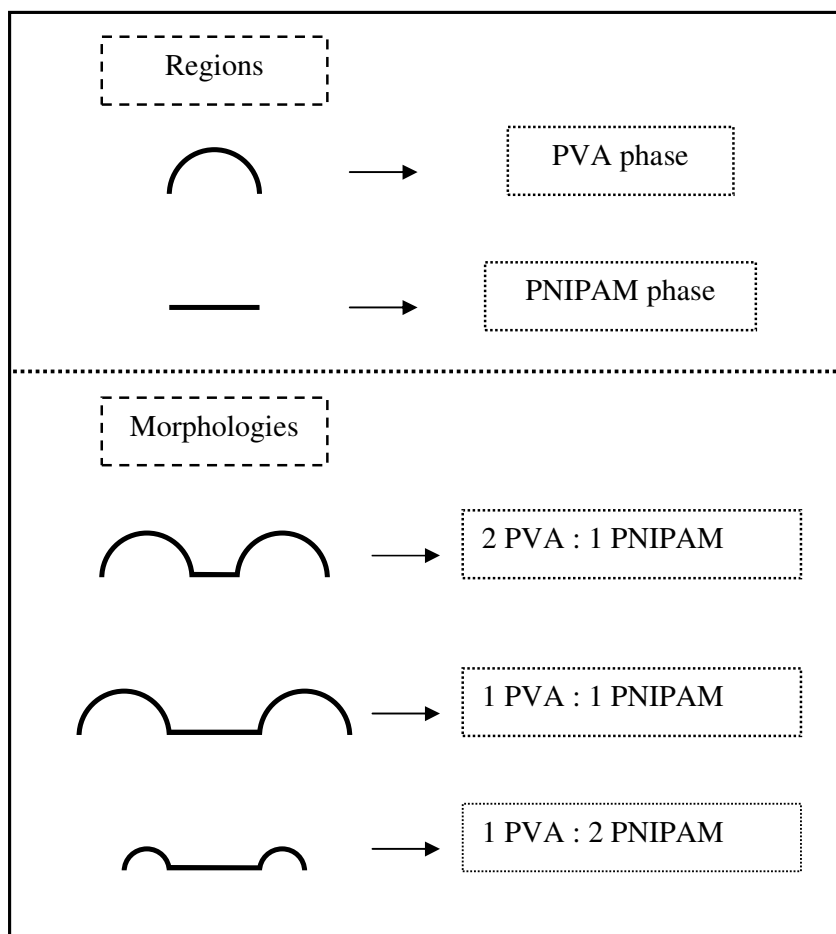 Regions
PVA phase
PNIPAM phase
Morphologies
2 PVA : 1 PNIPAM
1 PVA : 1 PNIPAM
1 PVA : 2 PNIPAM